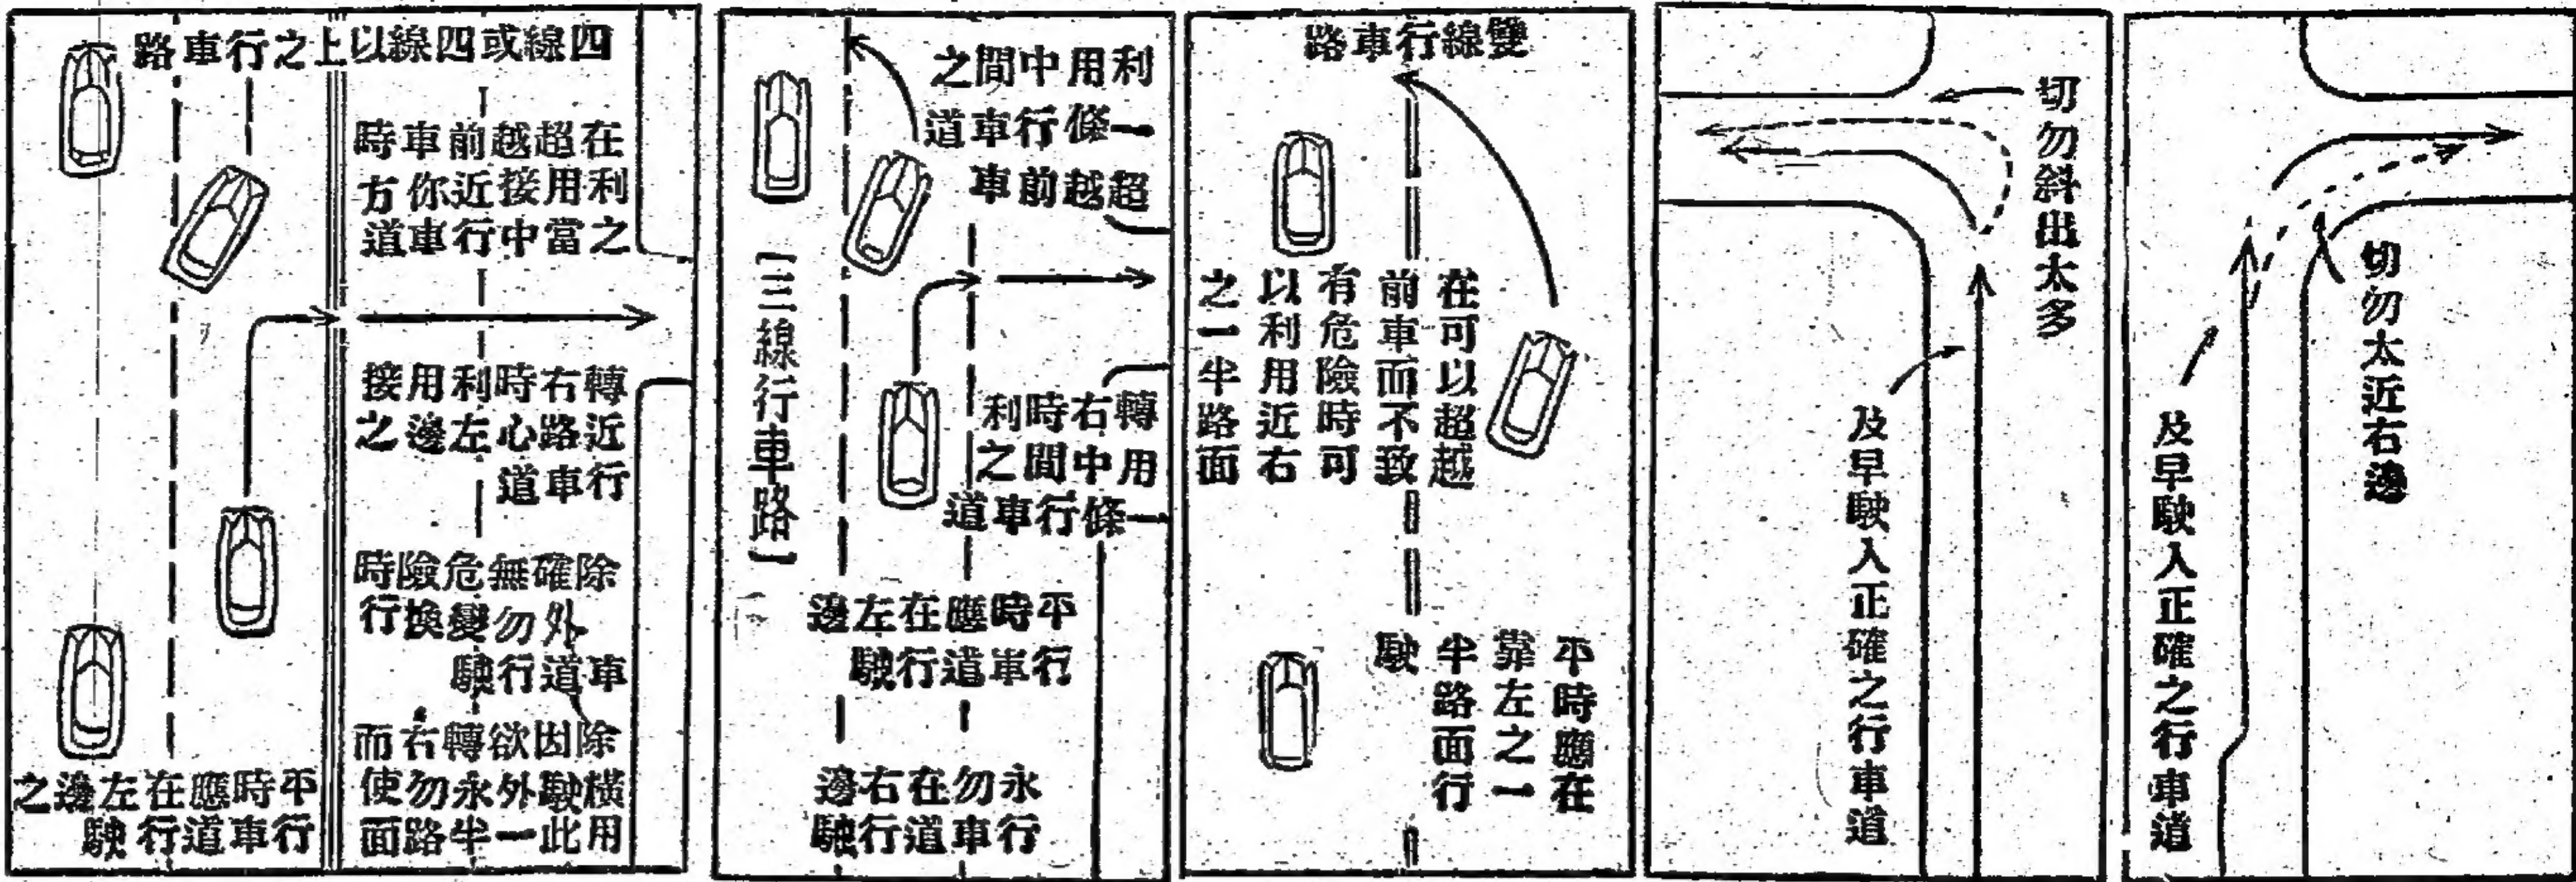 切勿太近右邊
及早駛入正確之行車道
切勿斜出太多
及早駛入正確之行車道
雙線行車路
在可以超越
前車而不致
有危險時可
以利用近右
之一半路面
平時應在
靠左之一
半路面行
駛
利用中間之
一條行車道
超越前車
[三線行車路]
轉右時利
用中間之
一條行車道
平時應在左邊
行車道行駛
永勿在右邊
行車道行駛
四線或四線以上之行車路
在超越前車時
利用接近你方
之當中行車道
轉右時利用接
近路心左邊之
行車道
除確無危險時
外勿變換行
車道行駛
除因欲轉右而
橫駛外永勿使
用此一半路面
平時應在左邊之
行車道行駛